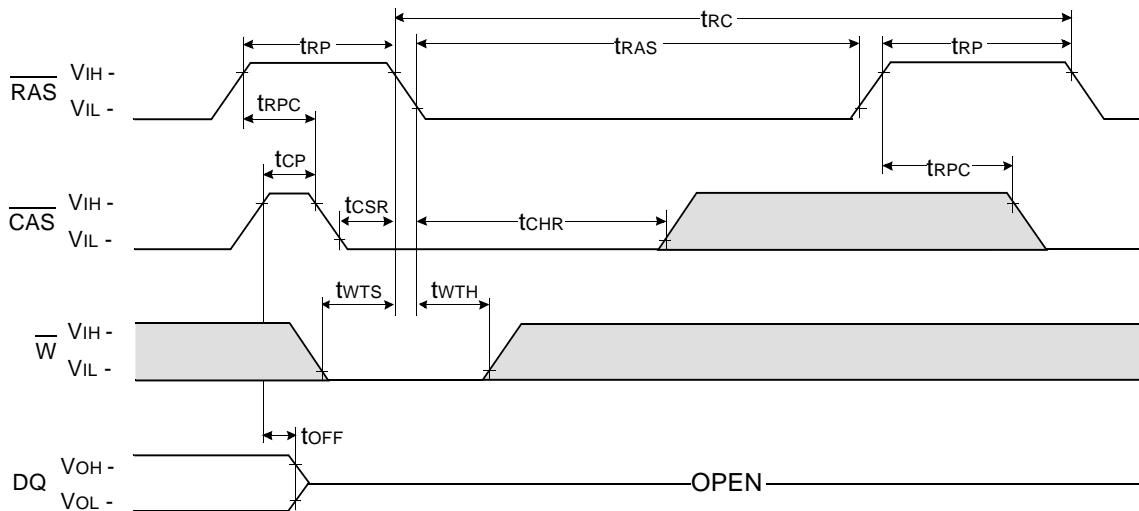 tRC
tRP tRAS tRP
RAS VIH -
VIL -
tRPC
tCP tRPC
CAS VIH -
VIL -
tCSR tCHR
tWTS tWTH
W VIH -
VIL -
tOFF
DQ VOH -
VOL -
OPEN